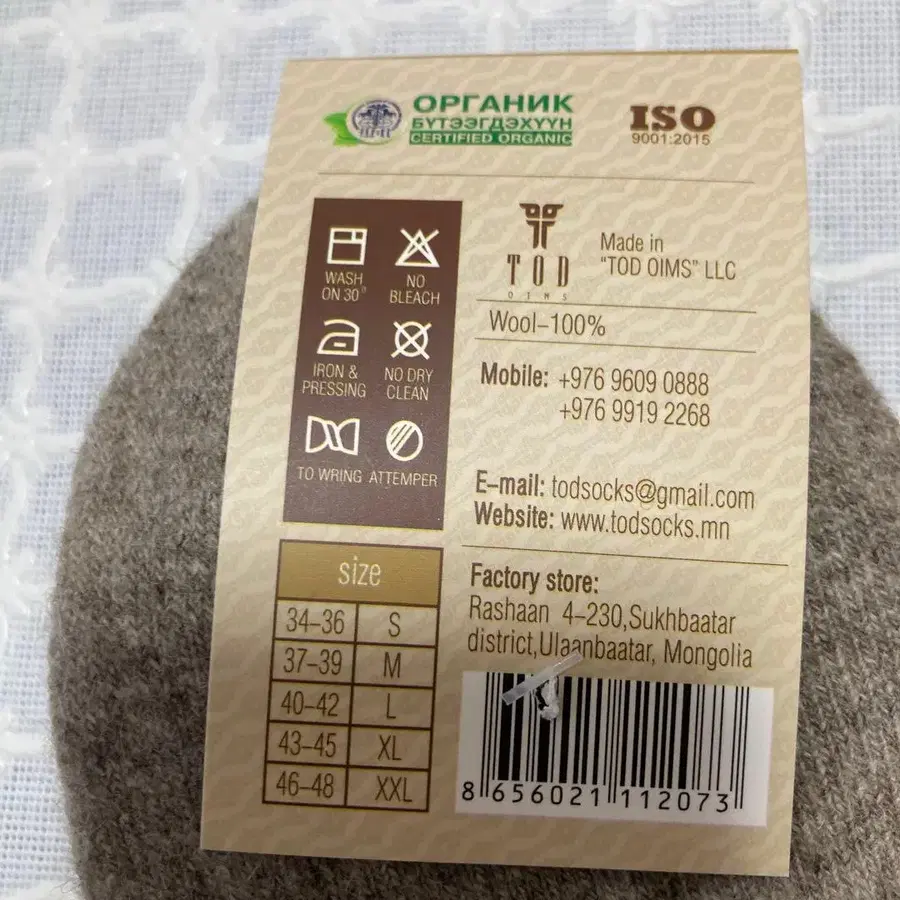 ОРГАНИК
БҮТЭЭГДЭХҮҮН
CERTIFIED ORGANIC
ISO
9001:2015
WASH
ON 30°
NO
BLEACH
IRON &
PRESSING
NO DRY
CLEAN
TO WRING
ATTEMPER
TOD
OIMS
Made in
"TOD OIMS" LLC
Wool-100%
Mobile: +976 9609 0888
+976 9919 2268
E-mail: todsocks@gmail.com
Website: www.todsocks.mn
size
34-36 S
37-39 M
40-42 L
43-45 XL
46-48 XXL
Factory store:
Rashaan 4-230,Sukhbaatar
district,Ulaanbaatar, Mongolia
8 656021 112073